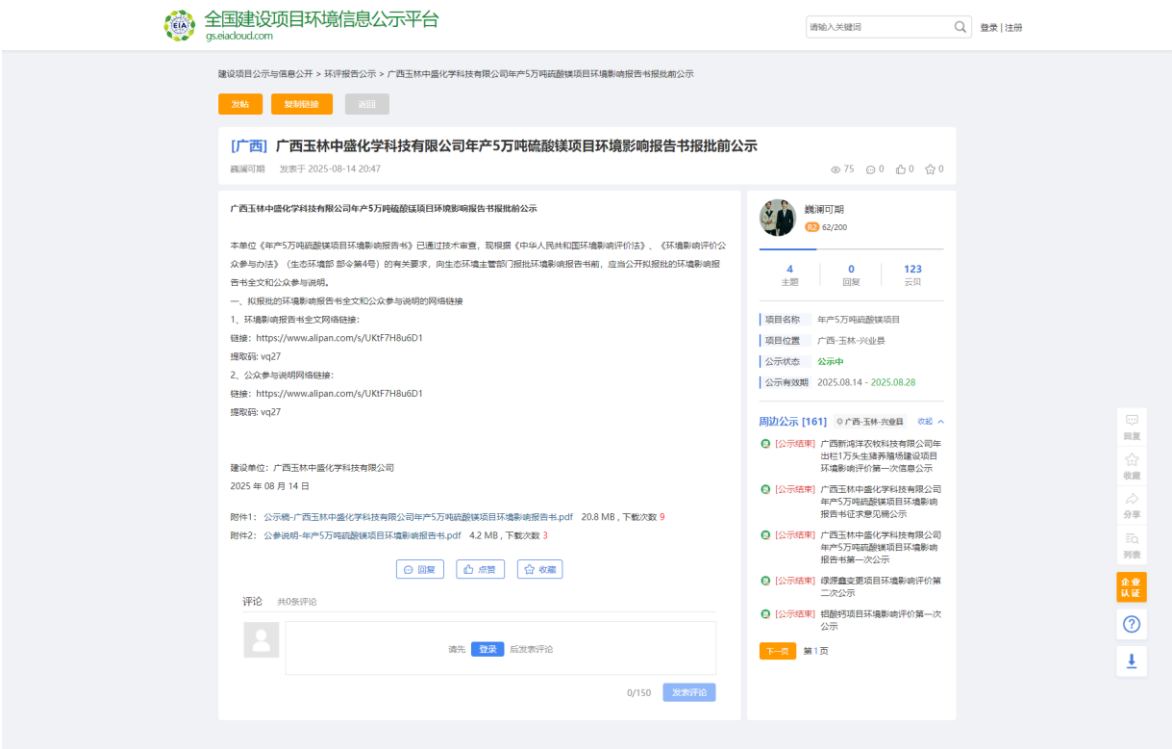 全国建设项目环境信息公示平台
gs.eiacloud.com
EIA
请输入关键词
登录 | 注册
建设项目公示与信息公开 > 环评报告公示 > 广西玉林中盛化学科技有限公司年产5万吨硫酸镁项目环境影响报告书报批前公示
发帖 复制链接 返回
[广西] 广西玉林中盛化学科技有限公司年产5万吨硫酸镁项目环境影响报告书报批前公示
巍澜可期 发表于 2025-08-14 20:47
75 0 0 0
广西玉林中盛化学科技有限公司年产5万吨硫酸镁项目环境影响报告书报批前公示
本单位《年产5万吨硫酸镁项目环境影响报告书》已通过技术审查，现根据《中华人民共和国环境影响评价法》、《环境影响评价公
众参与办法》（生态环境部 部令第4号）的有关要求，向生态环境主管部门报批环境影响报告书前，应当公开拟报批的环境影响报
告书全文和公众参与说明。
一、拟报批的环境影响报告书全文和公众参与说明的网络链接
1、环境影响报告书全文网络链接：
链接：https://www.alipan.com/s/UKtF7H8u6D1
提取码: vq27
2、公众参与说明网络链接：
链接：https://www.alipan.com/s/UKtF7H8u6D1
提取码: vq27
建设单位：广西玉林中盛化学科技有限公司
2025 年 08 月 14 日
附件1： 公示稿-广西玉林中盛化学科技有限公司年产5万吨硫酸镁项目环境影响报告书.pdf 20.8 MB , 下载次数 9
附件2： 公参说明-年产5万吨硫酸镁项目环境影响报告书.pdf 4.2 MB , 下载次数 3
回复 点赞 收藏
评论 共0条评论
请先 登录 后发表评论
0/150 发表评论
巍澜可期
R2 62/200
4 0 123
主题 回复 云贝
项目名称 年产5万吨硫酸镁项目
项目位置 广西-玉林-兴业县
公示状态 公示中
公示有效期 2025.08.14 - 2025.08.28
周边公示 [161] 广西-玉林-兴业县 收起
[公示结束] 广西新鸿洋农牧科技有限公司年
出栏1万头生猪养殖场建设项目
环境影响评价第一次信息公示
[公示结束] 广西玉林中盛化学科技有限公司
年产5万吨硫酸镁项目环境影响
报告书征求意见稿公示
[公示结束] 广西玉林中盛化学科技有限公司
年产5万吨硫酸镁项目环境影响
报告书第一次公示
[公示结束] 绿源鑫变更项目环境影响评价第
二次公示
[公示结束] 铝酸钙项目环境影响评价第一次
公示
下一页 第1页
回复
收藏
分享
列表
企业
认证